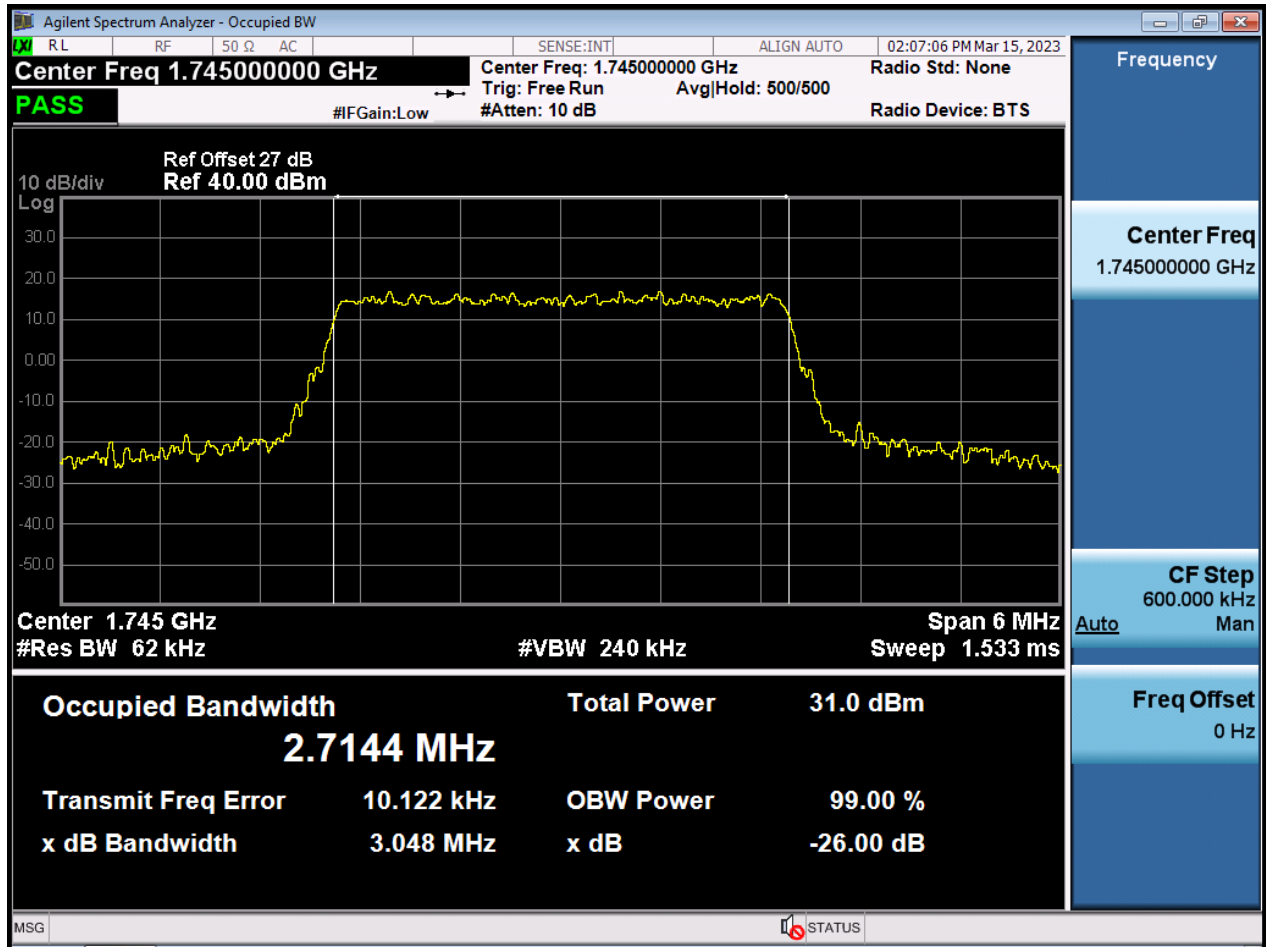 Agilent Spectrum Analyzer - Occupied BW
LXI RL RF 50 Ω AC SENSE:INT ALIGN AUTO 02:07:06 PM Mar 15, 2023
Center Freq 1.745000000 GHz
PASS
#IFGain:Low
Center Freq: 1.745000000 GHz
Trig: Free Run Avg|Hold: 500/500
#Atten: 10 dB
Radio Std: None
Radio Device: BTS
Ref Offset 27 dB
10 dB/div Ref 40.00 dBm
Log
30.0
20.0
10.0
0.00
-10.0
-20.0
-30.0
-40.0
-50.0
Center 1.745 GHz Span 6 MHz
#Res BW 62 kHz #VBW 240 kHz Sweep 1.533 ms
Occupied Bandwidth Total Power 31.0 dBm
2.7144 MHz
Transmit Freq Error 10.122 kHz OBW Power 99.00 %
x dB Bandwidth 3.048 MHz x dB -26.00 dB
Frequency
Center Freq
1.745000000 GHz
CF Step
600.000 kHz
Auto Man
Freq Offset
0 Hz
MSG STATUS